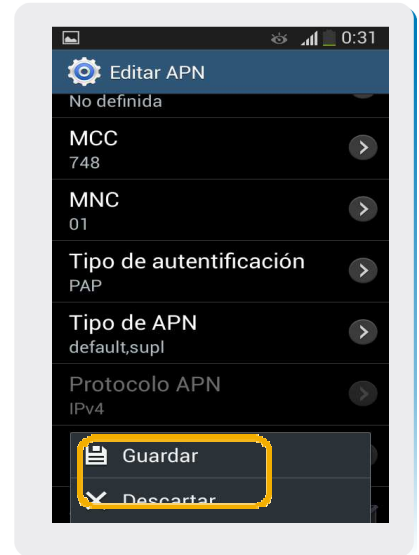 0:31
Editar APN
No definida
MCC
748
MNC
01
Tipo de autentificación
PAP
Tipo de APN
default,supl
Protocolo APN
IPv4
Guardar
Descartar